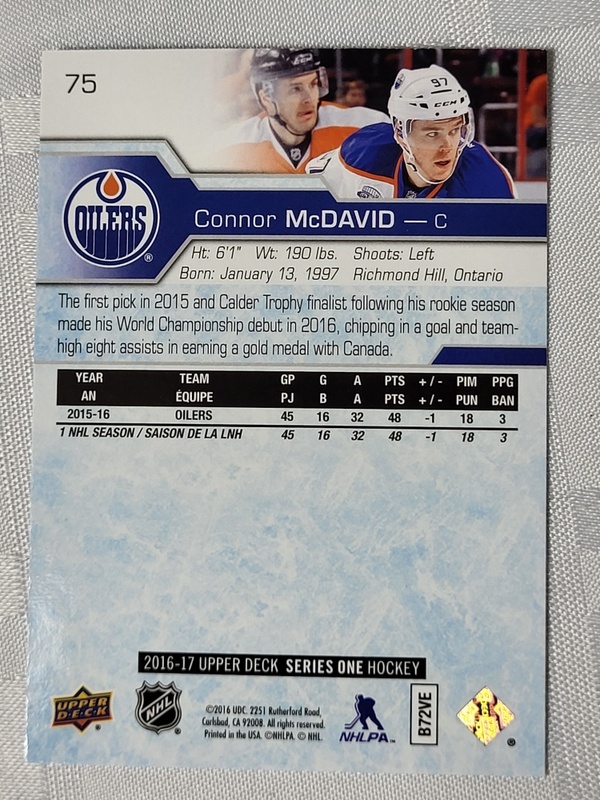 75
97
CCM
OILERS
®
Connor McDAVID — C
Ht: 6'1" Wt: 190 lbs. Shoots: Left
Born: January 13, 1997 Richmond Hill, Ontario
The first pick in 2015 and Calder Trophy finalist following his rookie season
made his World Championship debut in 2016, chipping in a goal and team-
high eight assists in earning a gold medal with Canada.
YEAR TEAM GP G A PTS + / - PIM PPG
AN ÉQUIPE PJ B A PTS + / - PUN BAN
2015-16 OILERS 45 16 32 48 -1 18 3
1 NHL SEASON / SAISON DE LA LNH 45 16 32 48 -1 18 3
2016-17 UPPER DECK SERIES ONE HOCKEY
UPPER DECK
NHL
©2016 UDC. 2251 Rutherford Road,
Carlsbad, CA 92008. All rights reserved.
Printed in the USA. ©NHLPA. © NHL.
NHLPA
B72VE
®